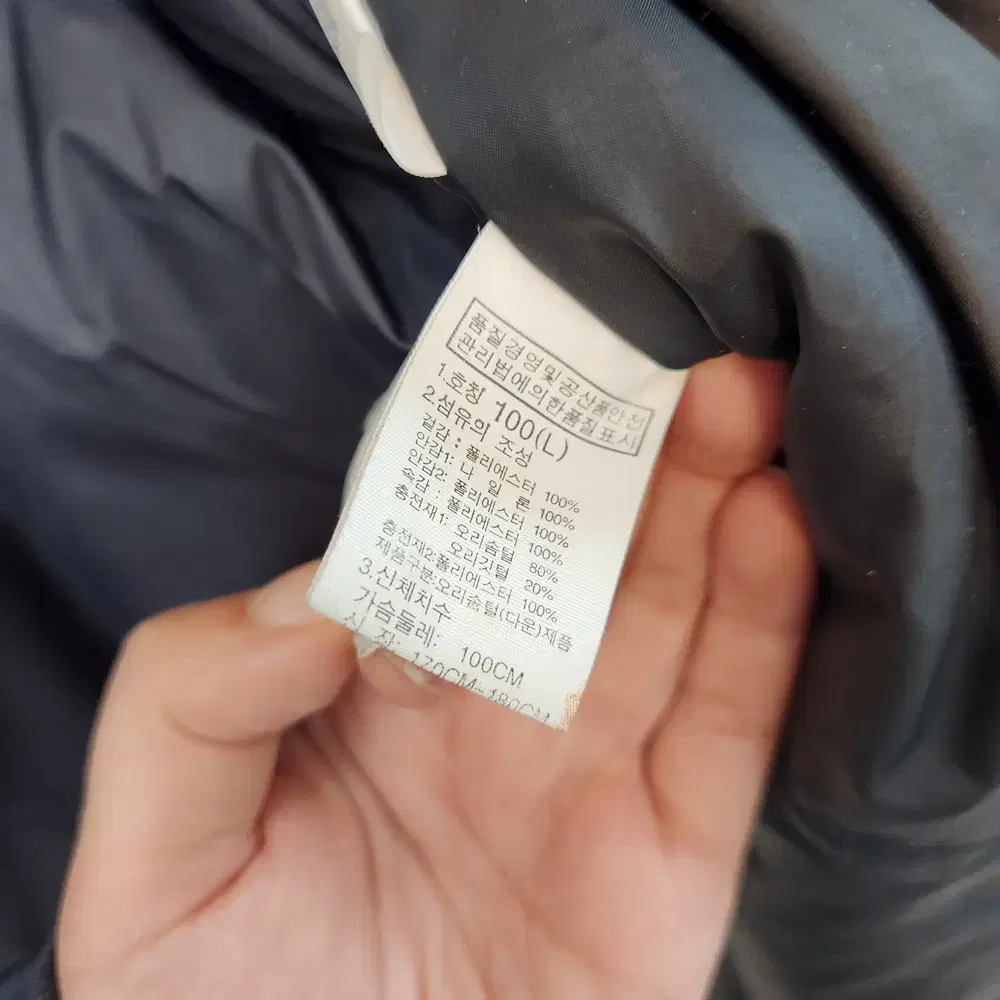 품질경영및공산품안전
관리법에의한품질표시
1.호칭 100(L)
2.섬유의 조성
겉감 : 폴리에스터 100%
안감1: 나 일 론 100%
안감2: 폴리에스터 100%
속감 : 폴리에스터 100%
충전재1: 오리솜털 80%
오리깃털 20%
충전재2:폴리에스터 100%
제품구분:오리솜털(다운)제품
3.신체치수
가슴둘레: 100CM
신 장: 170CM~180CM